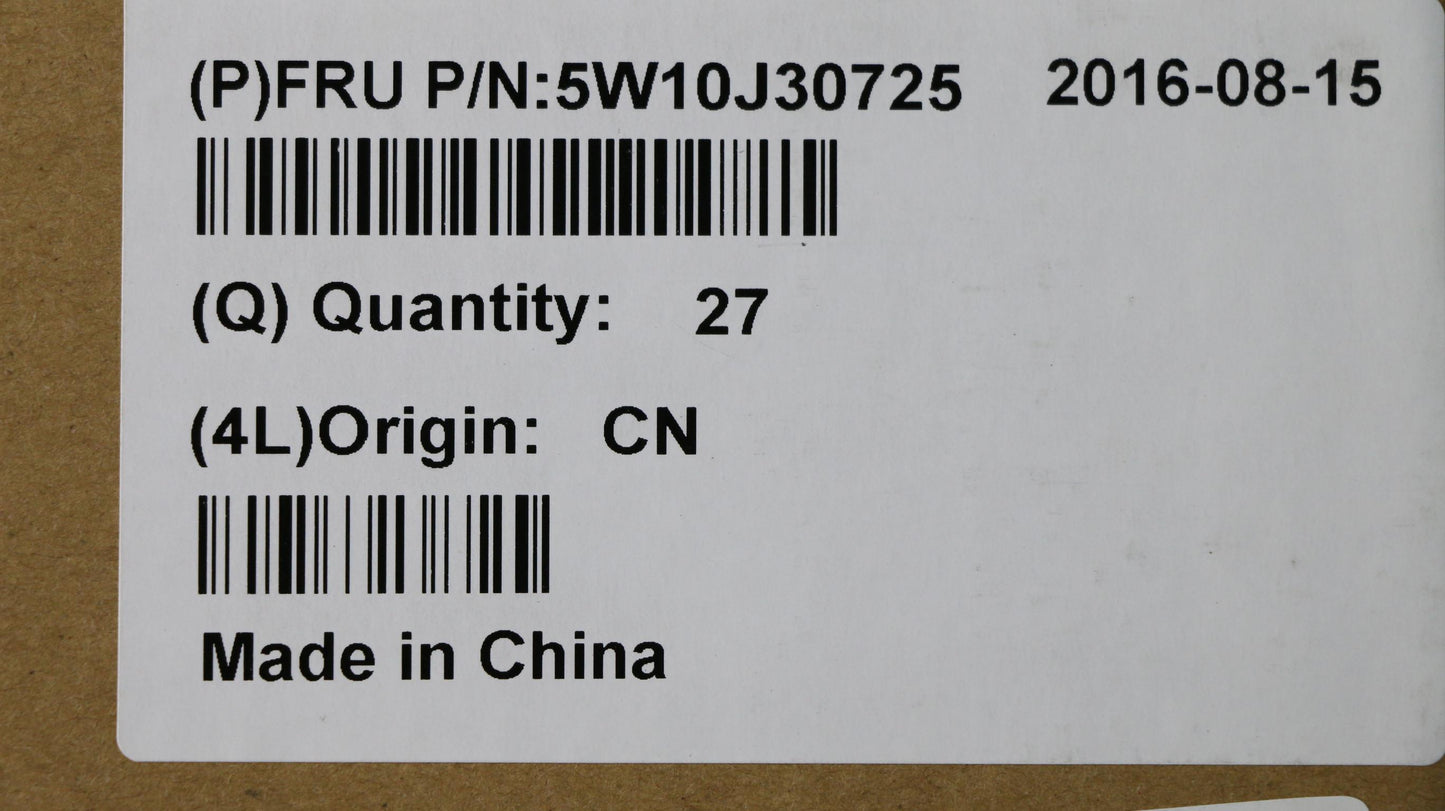 (P)FRU P/N:5W10J30725 2016-08-15
(Q) Quantity: 27
(4L)Origin: CN
Made in China